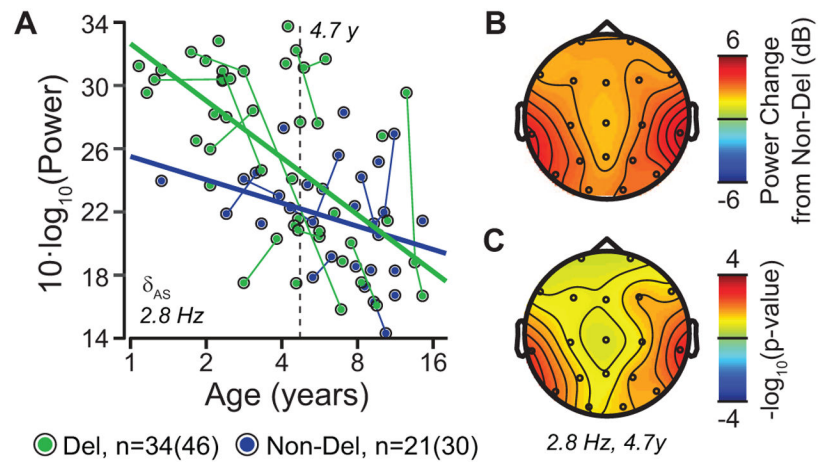 A
34
30
26
22
18
14
10·log10(Power)
4.7 y
δAS
2.8 Hz
1
2
4
8
16
Age (years)
Del, n=34(46)
Non-Del, n=21(30)
B
6
-6
Power Change
from Non-Del (dB)
C
4
-4
-log10(p-value)
2.8 Hz, 4.7y